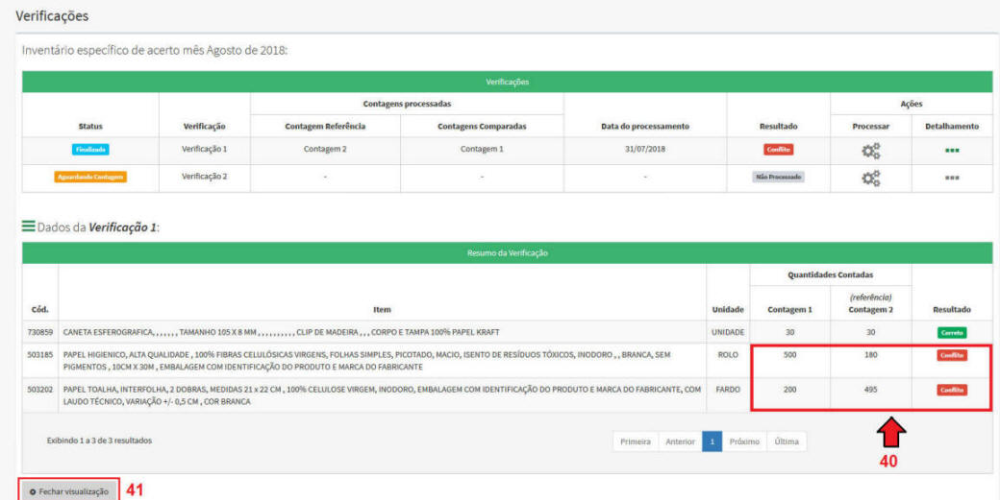 Verificações
Inventário específico de acerto mês Agosto de 2018:
Verificações
Contagens processadas
Ações
Status Verificação Contagem Referência Contagens Comparadas Data do processamento Resultado Processar Detalhamento
Finalizado Verificação 1 Contagem 2 Contagem 1 31/07/2018 Conflito
Aguardando Contagem Verificação 2 - - - Não Processado
Dados da Verificação 1:
Resumo da Verificação
Quantidades Contadas
Cód. Item Unidade Contagem 1 (referência) Contagem 2 Resultado
730859 CANETA ESFEROGRAFICA, , , , , , , TAMANHO 105 X 8 MM , , , , , , , , , , CLIP DE MADEIRA , , , CORPO E TAMPA 100% PAPEL KRAFT UNIDADE 30 30 Correto
503185 PAPEL HIGIENICO, ALTA QUALIDADE , 100% FIBRAS CELULÓSICAS VIRGENS, FOLHAS SIMPLES, PICOTADO, MACIO, ISENTO DE RESÍDUOS TÓXICOS, INODORO , , BRANCA, SEM ROLO 500 180 Conflito
PIGMENTOS , 10CM X 30M , EMBALAGEM COM IDENTIFICAÇÃO DO PRODUTO E MARCA DO FABRICANTE
503202 PAPEL TOALHA, INTERFOLHA, 2 DOBRAS, MEDIDAS 21 x 22 CM , 100% CELULOSE VIRGEM, INODORO, EMBALAGEM COM IDENTIFICAÇÃO DO PRODUTO E MARCA DO FABRICANTE, COM FARDO 200 495 Conflito
LAUDO TÉCNICO, VARIAÇÃO +/- 0,5 CM , COR BRANCA
Exibindo 1 a 3 de 3 resultados Primeira Anterior 1 Próximo Última
40
Fechar visualização 41